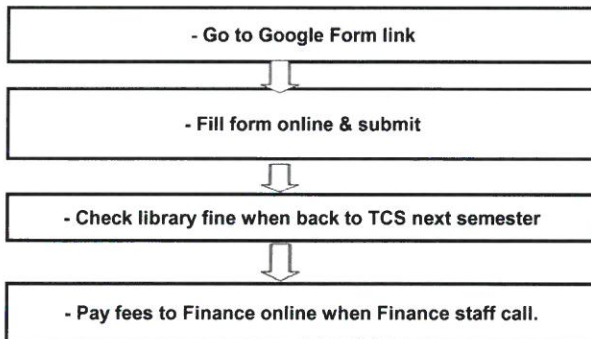 - Go to Google Form link
- Fill form online & submit
- Check library fine when back to TCS next semester
- Pay fees to Finance online when Finance staff call.